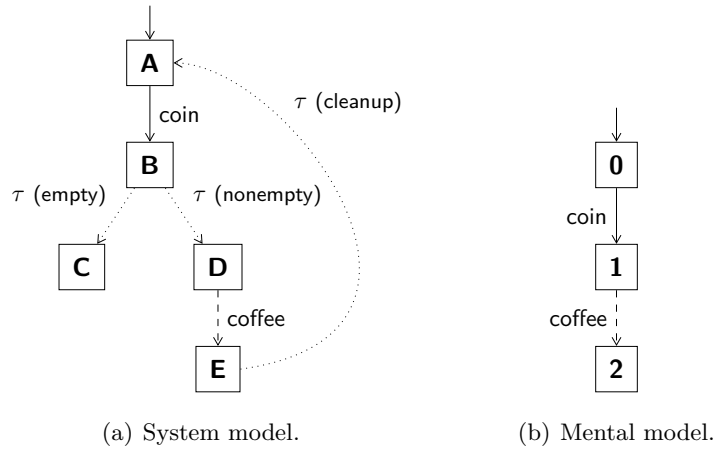 A
τ (cleanup)
coin
B
0
τ (empty)
τ (nonempty)
coin
C
D
1
coffee
coffee
E
2
(a) System model.
(b) Mental model.